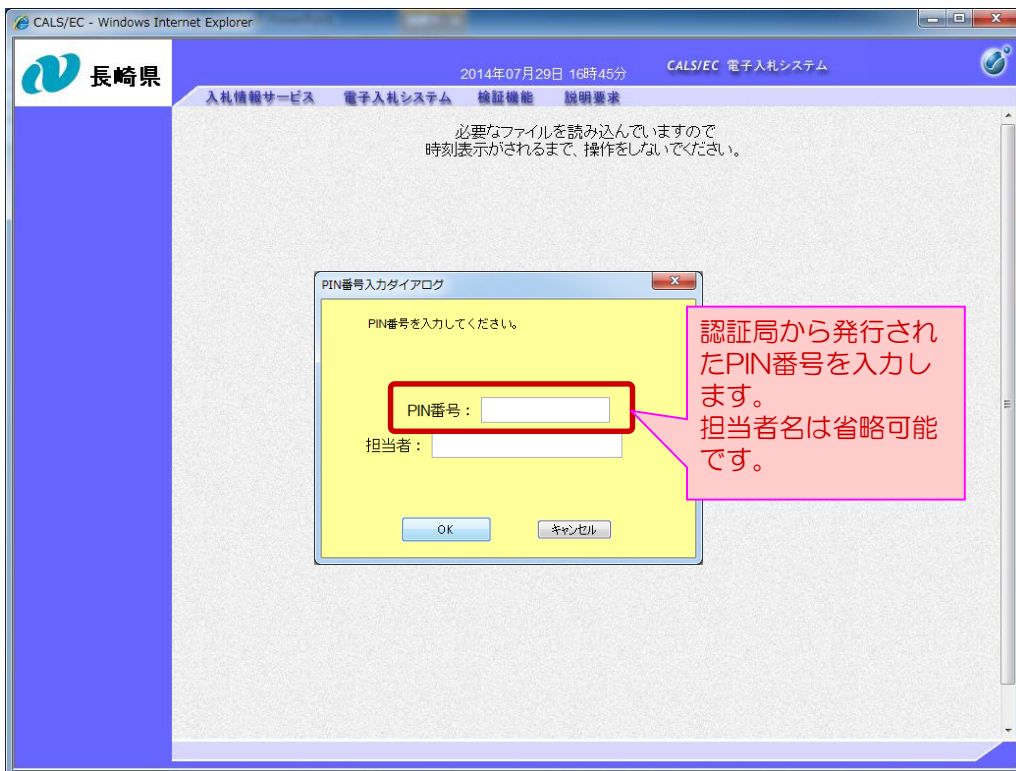 CALS/EC - Windows Internet Explorer
長崎県
2014年07月29日 16時45分
CALS/EC 電子入札システム
入札情報サービス 電子入札システム 検証機能 説明要求
必要なファイルを読み込んでいますので
時刻表示がされるまで、操作をしないでください。
PIN番号入力ダイアログ
PIN番号を入力してください。
PIN番号：
担当者：
OK キャンセル
認証局から発行され
たPIN番号を入力し
ます。
担当者名は省略可能
です。